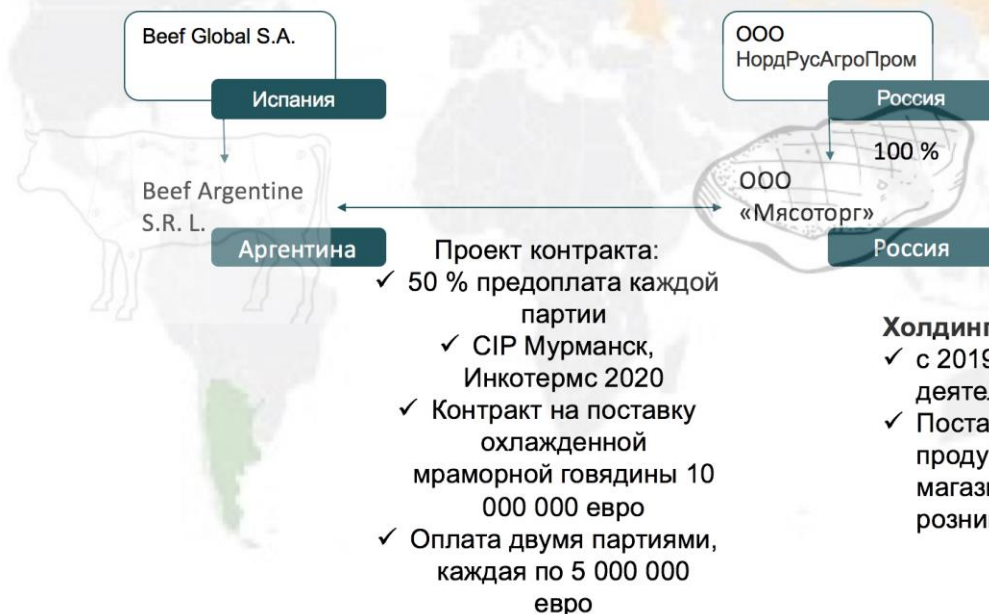 Beef Global S.A.
Испания
ООО
НордРусАгроПром
Россия
100 %
Beef Argentine
S.R. L.
Аргентина
ООО
«Мясоторг»
Россия
Проект контракта:
✓ 50 % предоплата каждой
партии
✓ CIP Мурманск,
Инкотермс 2020
✓ Контракт на поставку
охлажденной
мраморной говядины 10
000 000 евро
✓ Оплата двумя партиями,
каждая по 5 000 000
евро
Холдинг
✓ с 2019